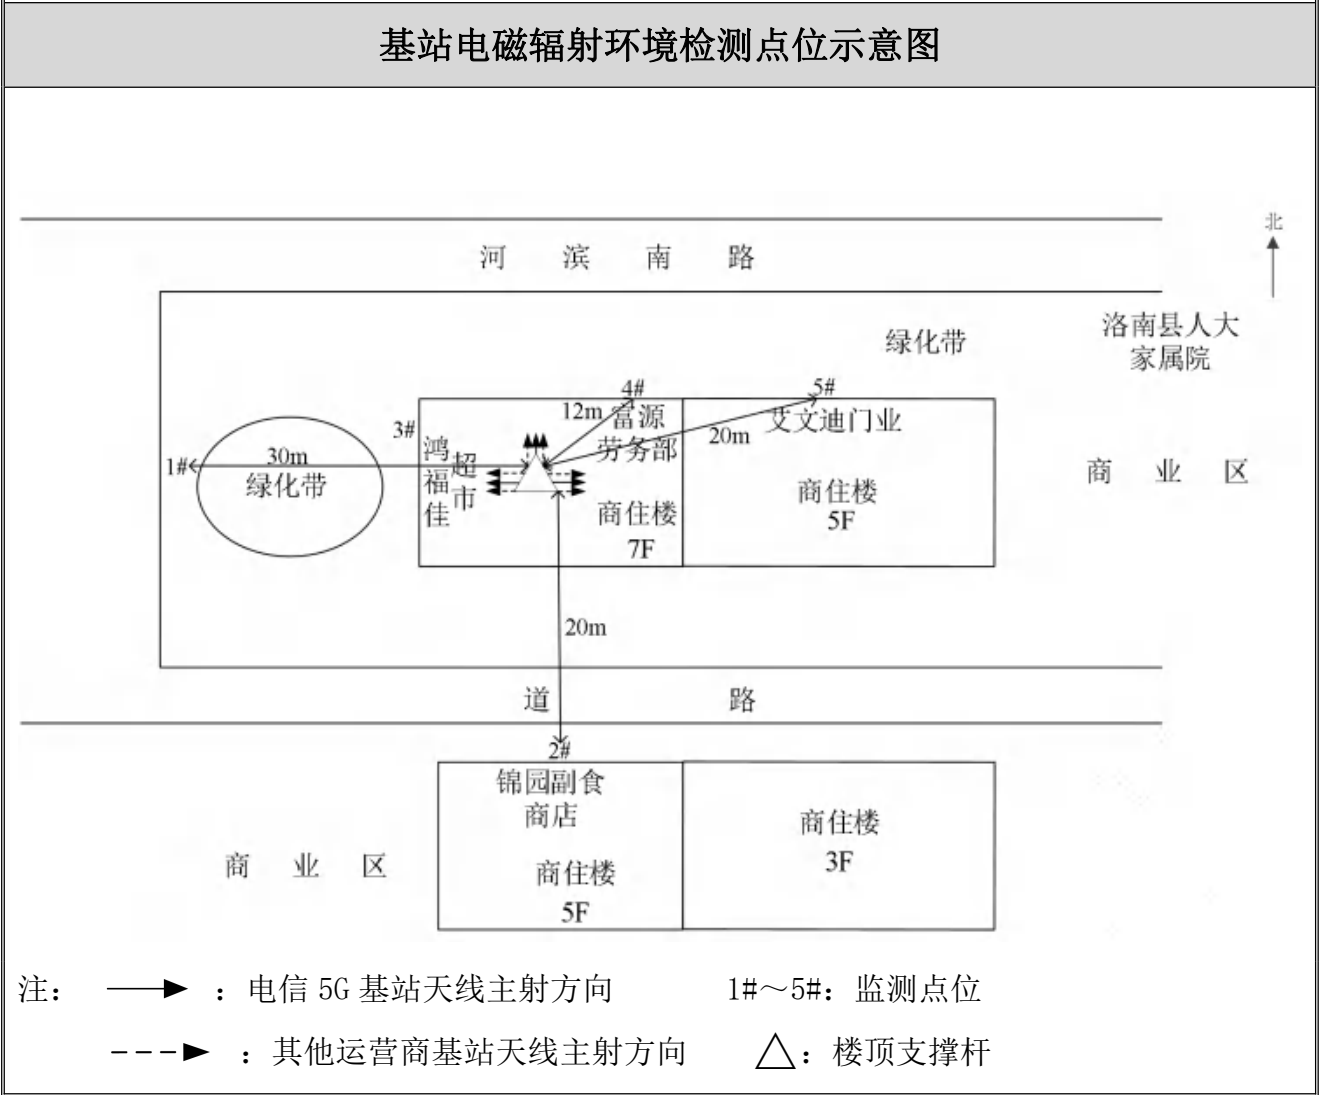 基站电磁辐射环境检测点位示意图
河 滨 南 路
北
洛南县人大
家属院
绿化带
4#
5#
12m
富源
劳务部
20m
艾文迪门业
3#
鸿福佳
超市
1#
30m
绿化带
商住楼
7F
商住楼
5F
商 业 区
20m
道 路
2#
锦园副食
商店
商住楼
5F
商住楼
3F
商 业 区
注： ：电信 5G 基站天线主射方向 1#～5#：监测点位
：其他运营商基站天线主射方向 ：楼顶支撑杆